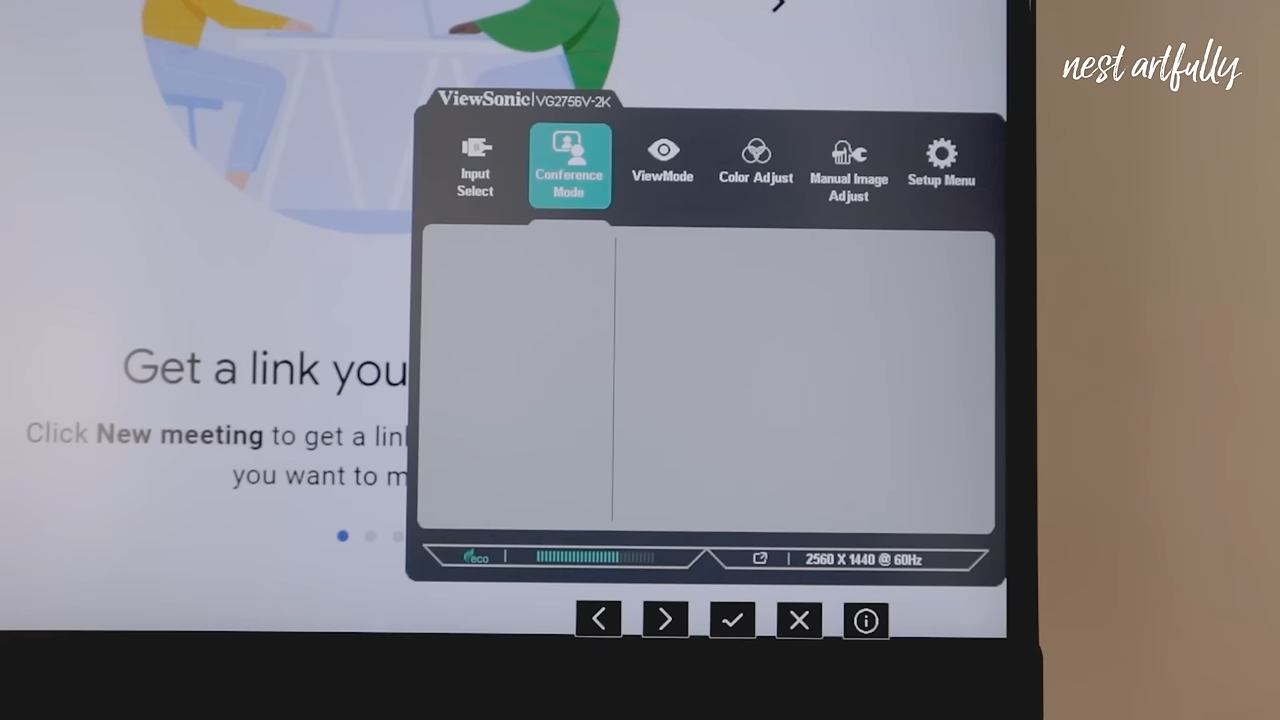 nest artfully
ViewSonic|VG2756V-2K
Input
Select
Conference
Mode
ViewMode
Color Adjust
Manual Image
Adjust
Setup Menu
Get a link you
Click New meeting to get a link
you want to m
eco
2560 X 1440 @ 60Hz